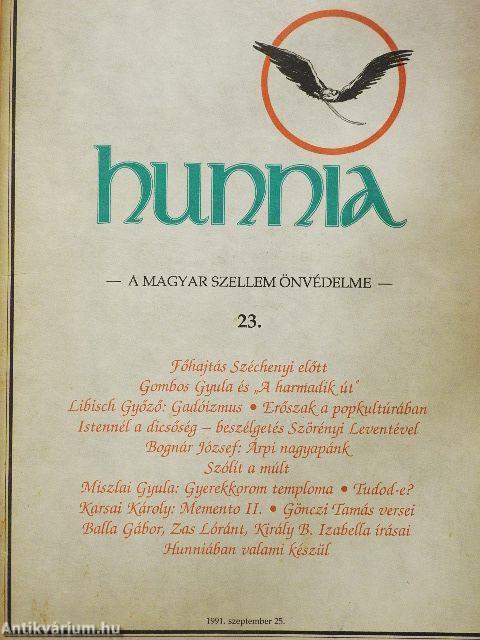 hunnia
— A MAGYAR SZELLEM ÖNVÉDELME —
23.
Főhajtás Széchenyi előtt
Gombos Gyula és „A harmadik út"
Libisch Győző: Gadóizmus • Erőszak a popkultúrában
Istennél a dicsőség – beszélgetés Szörényi Leventével
Bognár József: Árpi nagyapánk
Szólít a múlt
Miszlai Gyula: Gyerekkorom temploma • Tudod-e?
Karsai Károly: Memento II. • Gönczi Tamás versei
Balla Gábor, Zas Lóránt, Király B. Izabella írásai
Hunniában valami készül
1991. szeptember 25.
Antikvárium.hu